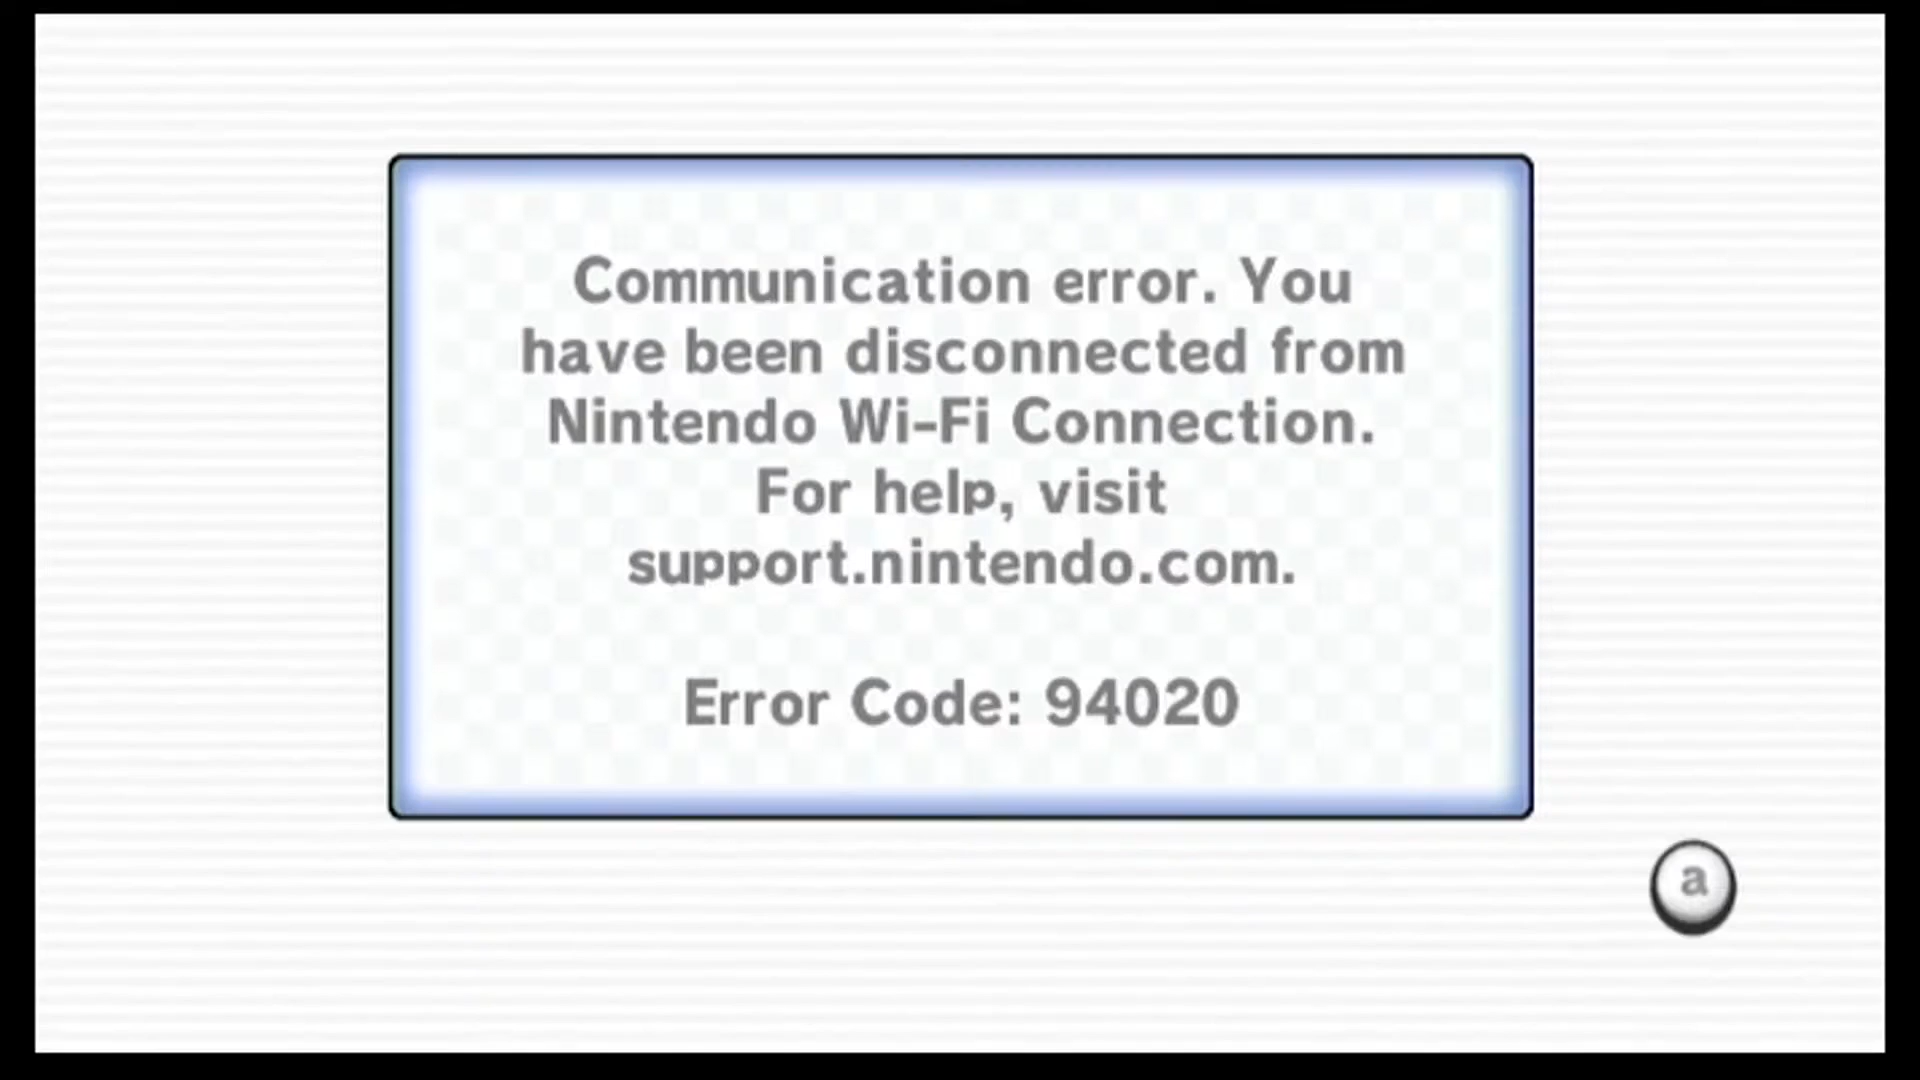 Communication error. You
have been disconnected from
Nintendo Wi-Fi Connection.
For help, visit
support.nintendo.com.
Error Code: 94020
a